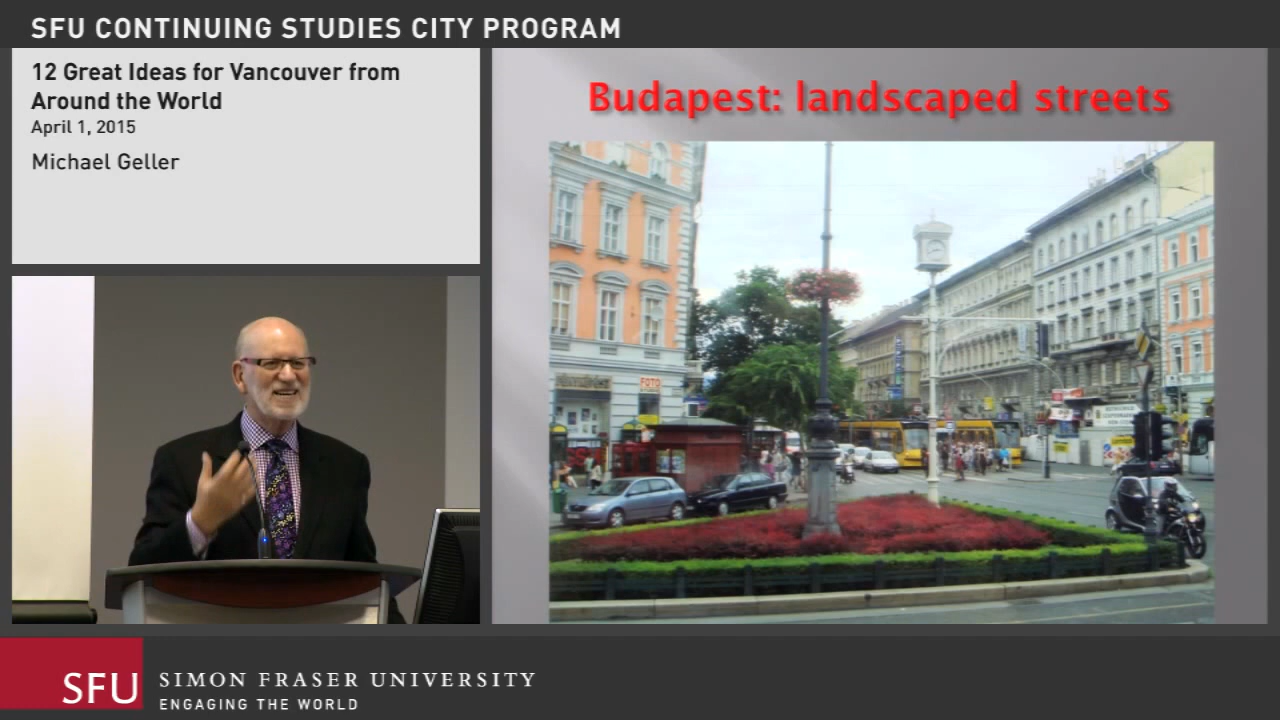 SFU CONTINUING STUDIES CITY PROGRAM
12 Great Ideas for Vancouver from
Around the World
April 1, 2015
Michael Geller
Budapest: landscaped streets
FOTO
SFU
SIMON FRASER UNIVERSITY
ENGAGING THE WORLD